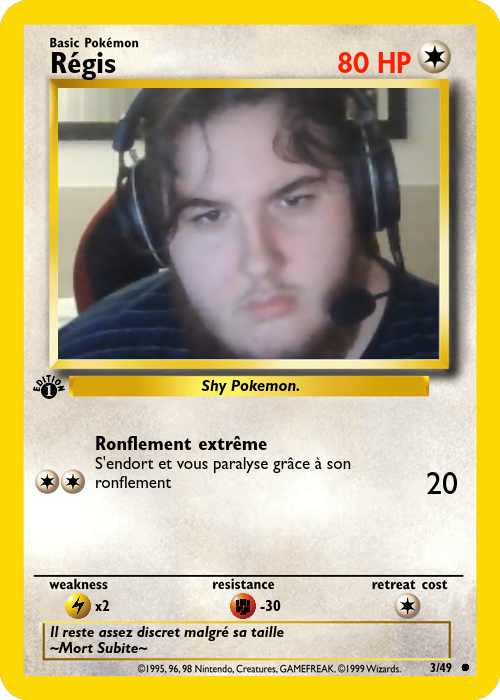 Basic Pokémon
Régis
80 HP
EDITION
1
Shy Pokemon.
Ronflement extrême
S'endort et vous paralyse grâce à son
ronflement
20
weakness
resistance
retreat cost
x2
-30
Il reste assez discret malgré sa taille
~Mort Subite~
©1995, 96, 98 Nintendo, Creatures, GAMEFREAK. ©1999 Wizards.
3/49